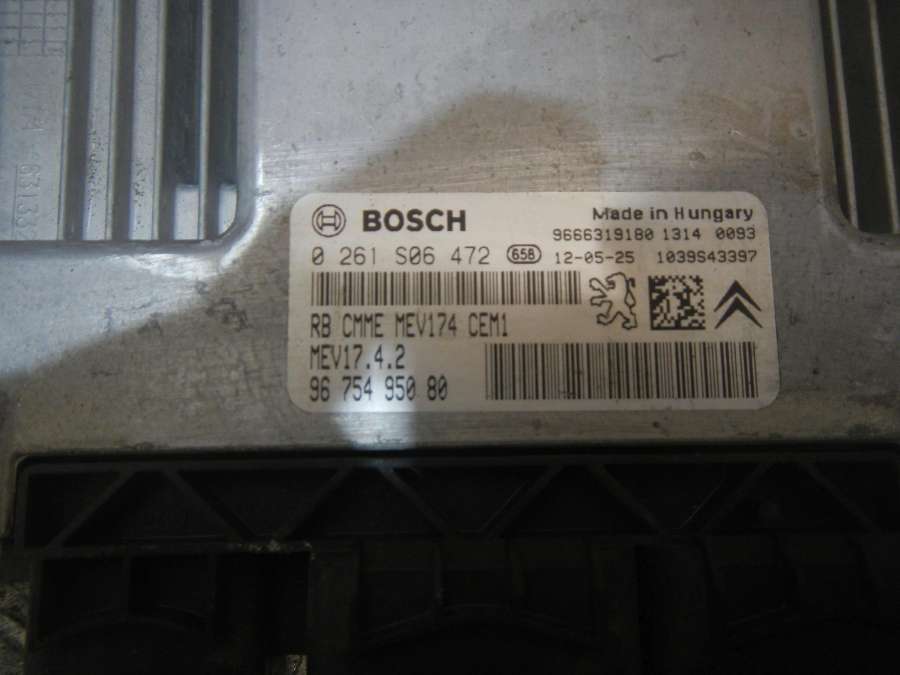 BOSCH
Made in Hungary
9666319180 1314 0093
0 261 S06 472 658 12-05-25 1039S43397
RB CMME MEV174 CEM1
MEV17.4.2
96 754 950 80